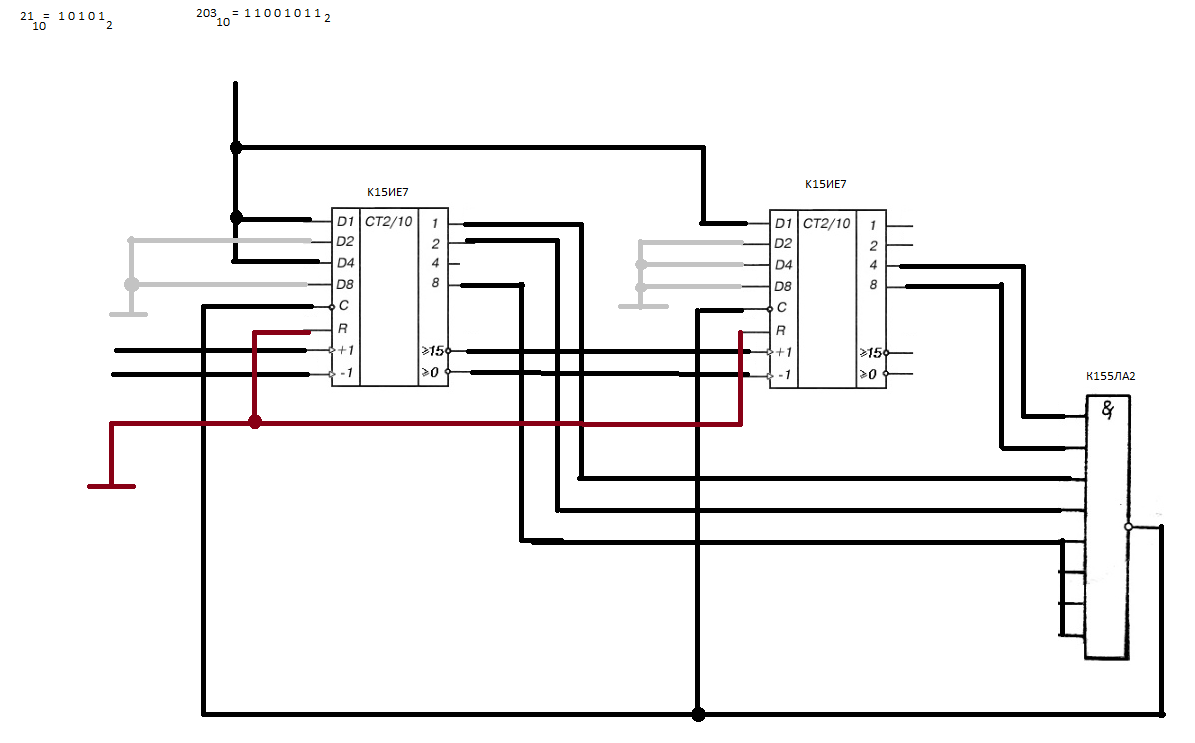 21₁₀ = 10101₂
203₁₀ = 11001011₂
К15ИЕ7
D1 CT2/10 1
D2 2
D4 4
D8 8
C
R
+1 ⩾15
-1 ⩾0
К15ИЕ7
D1 CT2/10 1
D2 2
D4 4
D8 8
C
R
+1 ⩾15
-1 ⩾0
К155ЛА2
&